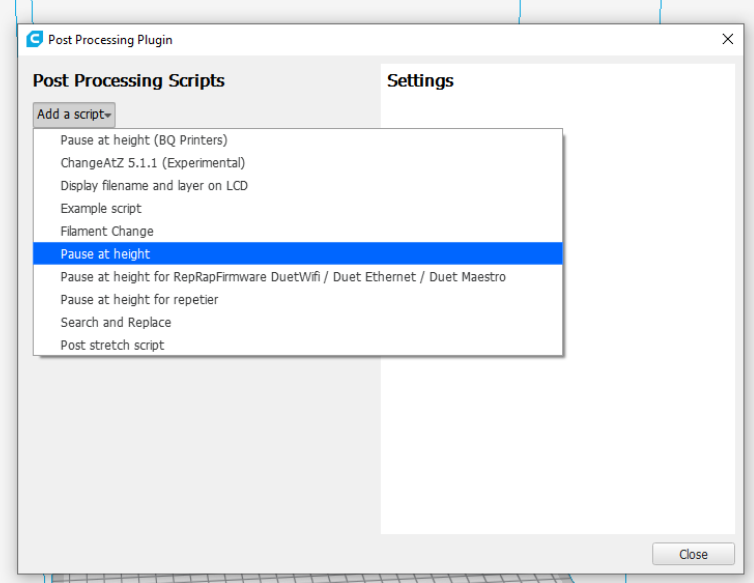 Post Processing Plugin
Post Processing Scripts
Settings
Add a script
Pause at height (BQ Printers)
ChangeAtZ 5.1.1 (Experimental)
Display filename and layer on LCD
Example script
Filament Change
Pause at height
Pause at height for RepRapFirmware DuetWifi / Duet Ethernet / Duet Maestro
Pause at height for repetier
Search and Replace
Post stretch script
Close